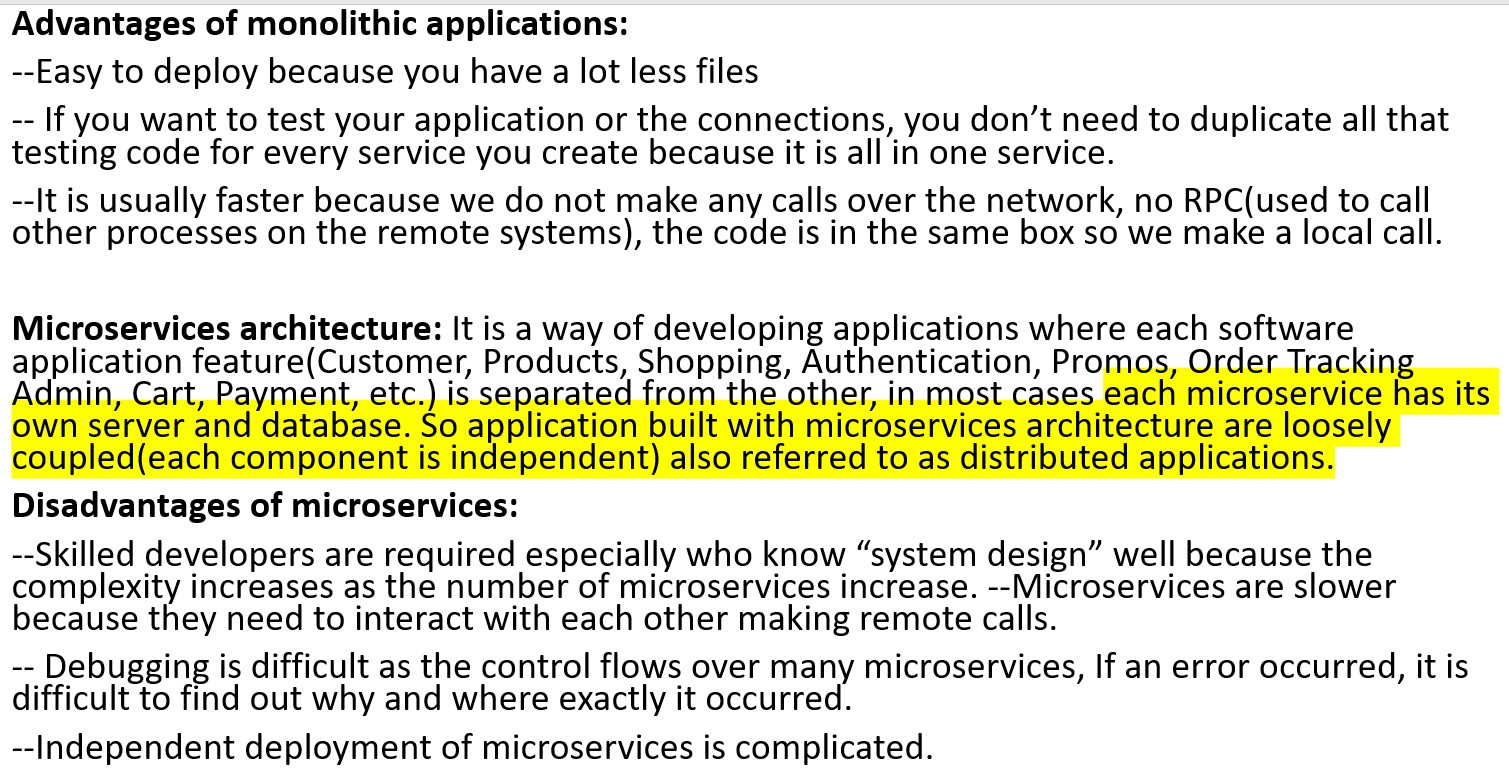 Advantages of monolithic applications:
--Easy to deploy because you have a lot less files
-- If you want to test your application or the connections, you don’t need to duplicate all that
testing code for every service you create because it is all in one service.
--It is usually faster because we do not make any calls over the network, no RPC(used to call
other processes on the remote systems), the code is in the same box so we make a local call.
Microservices architecture: It is a way of developing applications where each software
application feature(Customer, Products, Shopping, Authentication, Promos, Order Tracking
Admin, Cart, Payment, etc.) is separated from the other, in most cases each microservice has its
own server and database. So application built with microservices architecture are loosely
coupled(each component is independent) also referred to as distributed applications.
Disadvantages of microservices:
--Skilled developers are required especially who know “system design” well because the
complexity increases as the number of microservices increase. --Microservices are slower
because they need to interact with each other making remote calls.
-- Debugging is difficult as the control flows over many microservices, If an error occurred, it is
difficult to find out why and where exactly it occurred.
--Independent deployment of microservices is complicated.